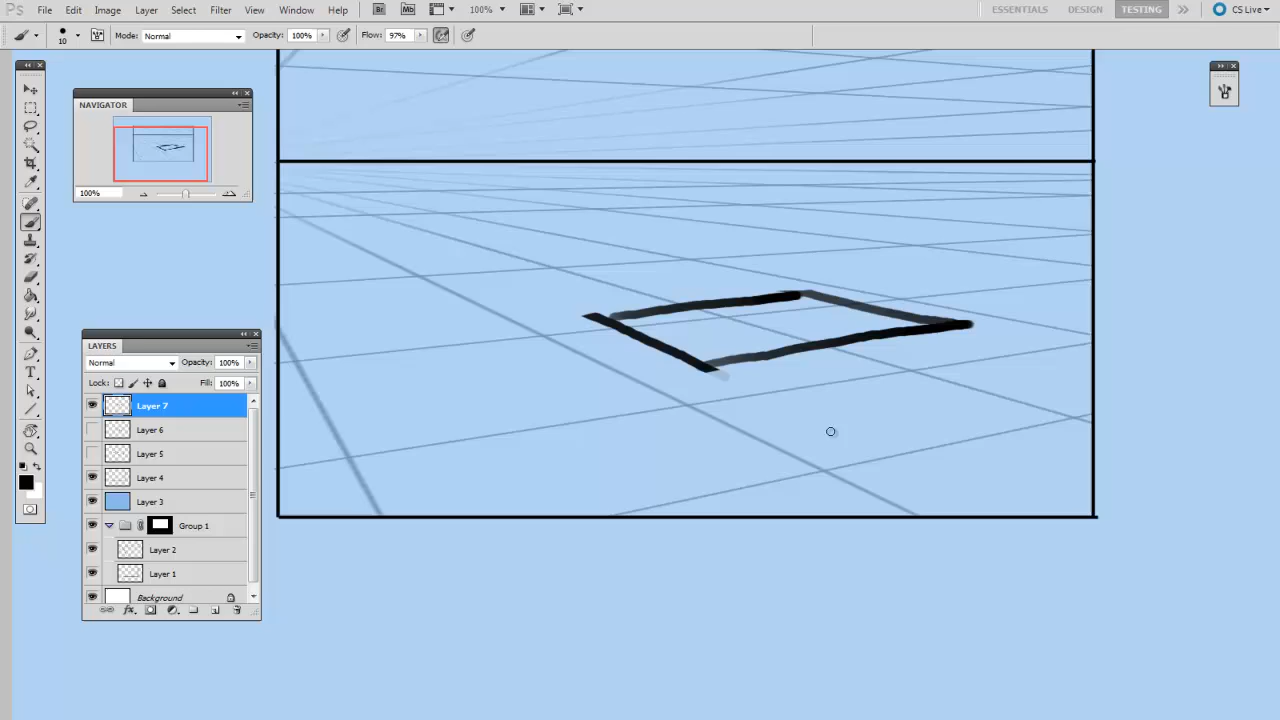 Ps File Edit Image Layer Select Filter View Window Help Br Mb 100% ESSENTIALS DESIGN TESTING CS Live
10 Mode: Normal Opacity: 100% Flow: 97%
NAVIGATOR
100%
LAYERS
Normal Opacity: 100%
Lock: Fill: 100%
Layer 7
Layer 6
Layer 5
Layer 4
Layer 3
Group 1
Layer 2
Layer 1
Background
fx